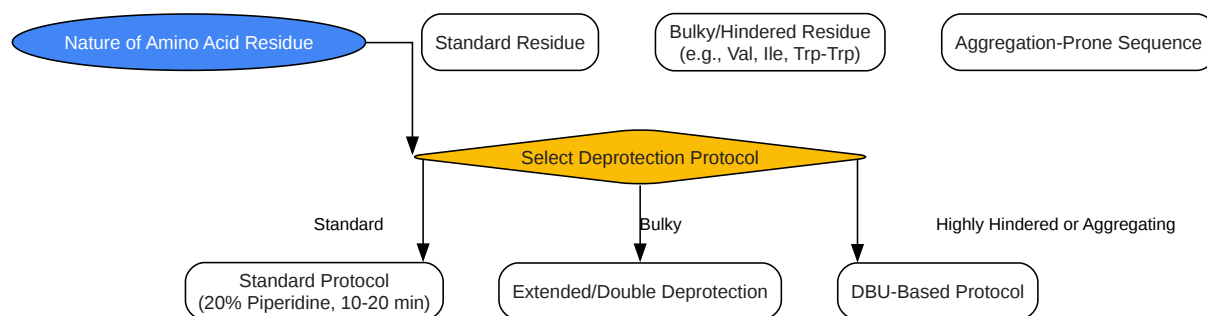 Nature of Amino Acid Residue
Standard Residue
Bulky/Hindered Residue
(e.g., Val, Ile, Trp-Trp)
Aggregation-Prone Sequence
Select Deprotection Protocol
Standard
Bulky
Highly Hindered or Aggregating
Standard Protocol
(20% Piperidine, 10-20 min)
Extended/Double Deprotection
DBU-Based Protocol